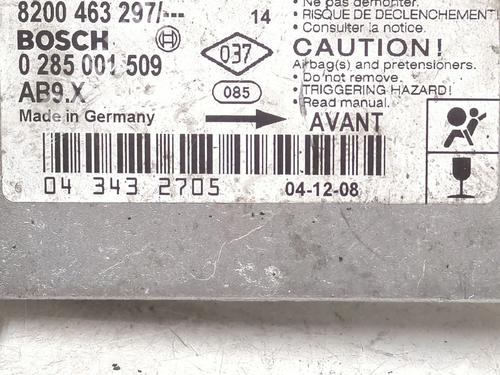 8200 463 297/---
14
BOSCH
0 285 001 509
AB9.X
Made in Germany
037
085
AVANT
04 343 2705
04-12-08
• Ne pas démonter.
• RISQUE DE DECLENCHEMENT
• Consulter la notice.
CAUTION!
Airbag(s) and pretensioners.
• Do not remove.
• TRIGGERING HAZARD!
• Read manual.